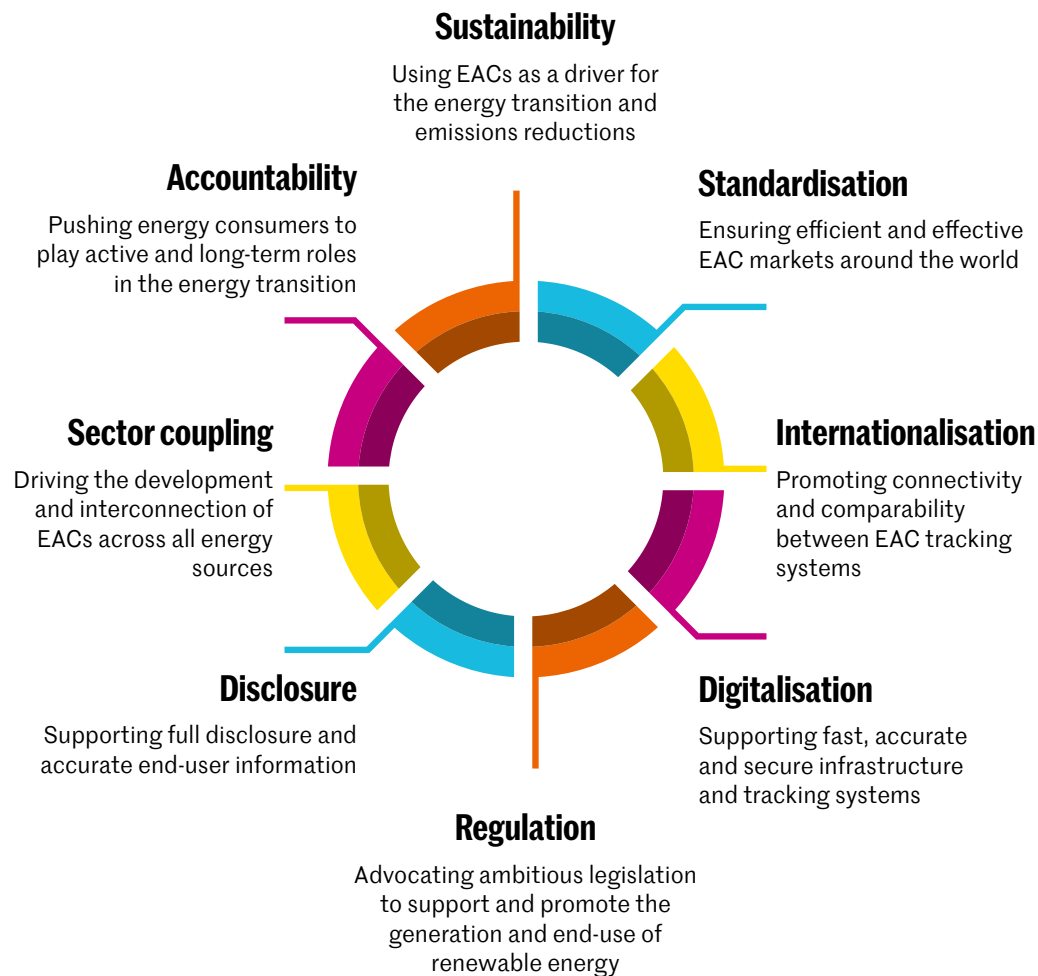 Sustainability
Using EACs as a driver for
the energy transition and
emissions reductions
Accountability
Pushing energy consumers to
play active and long-term roles
in the energy transition
Standardisation
Ensuring efficient and effective
EAC markets around the world
Sector coupling
Driving the development
and interconnection of
EACs across all energy
sources
Internationalisation
Promoting connectivity
and comparability
between EAC tracking
systems
Disclosure
Supporting full disclosure and
accurate end-user information
Digitalisation
Supporting fast, accurate
and secure infrastructure
and tracking systems
Regulation
Advocating ambitious legislation
to support and promote the
generation and end-use of
renewable energy